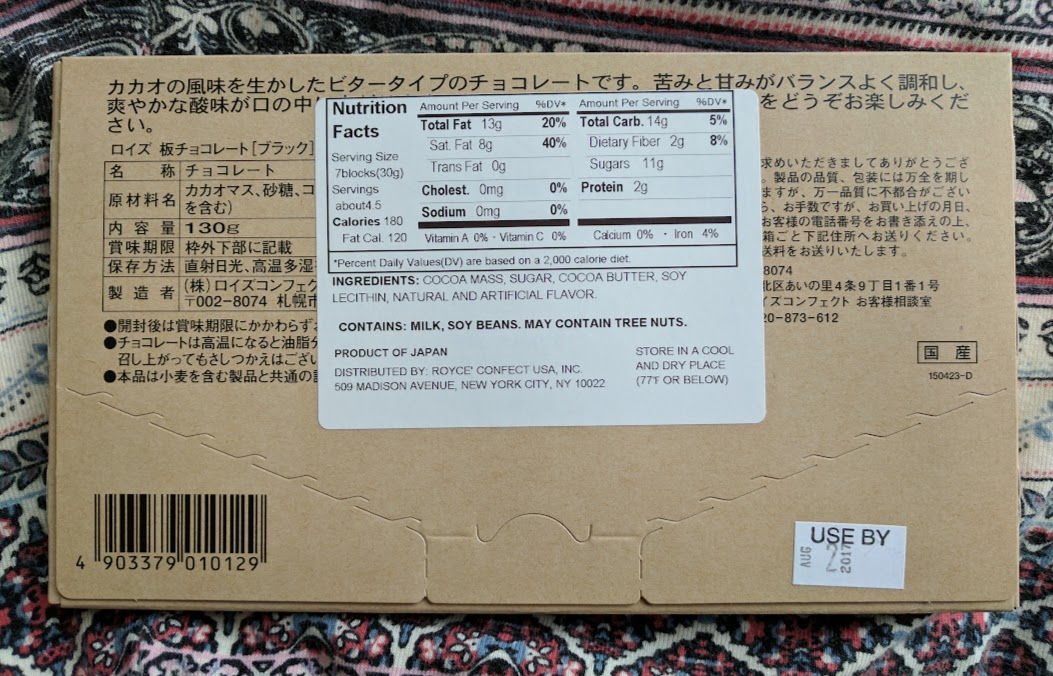 カカオの風味を生かしたビタータイプのチョコレートです。苦みと甘みがバランスよく調和し、
爽やかな酸味が口の中 をどうぞお楽しみくだ
さい。
ロイズ 板チョコレート[ブラック]
名 称 チョコレート
原材料名 カカオマス、砂糖、コ
を含む)
内容量 130g
賞味期限 枠外下部に記載
保存方法 直射日光、高温多湿
製造者 (株)ロイズコンフェク
〒002-8074 札幌市
●開封後は賞味期限にかかわらず
●チョコレートは高温になると油脂分
召し上がってもさしつかえはござい
●本品は小麦を含む製品と共通の
Nutrition
Facts
Serving Size
7blocks(30g)
Servings
about4.5
Calories 180
Fat Cal. 120
Amount Per Serving %DV*
Total Fat 13g 20%
Sat. Fat 8g 40%
Trans Fat 0g
Cholest. 0mg 0%
Sodium 0mg 0%
Vitamin A 0% · Vitamin C 0%
Amount Per Serving %DV*
Total Carb. 14g 5%
Dietary Fiber 2g 8%
Sugars 11g
Protein 2g
Calcium 0% · Iron 4%
*Percent Daily Values(DV) are based on a 2,000 calorie diet.
INGREDIENTS: COCOA MASS, SUGAR, COCOA BUTTER, SOY
LECITHIN, NATURAL AND ARTIFICIAL FLAVOR.
CONTAINS: MILK, SOY BEANS. MAY CONTAIN TREE NUTS.
PRODUCT OF JAPAN
DISTRIBUTED BY: ROYCE' CONFECT USA, INC.
509 MADISON AVENUE, NEW YORK CITY, NY 10022
STORE IN A COOL
AND DRY PLACE
(77℉ OR BELOW)
求めいただきましてありがとうござ
。製品の品質、包装には万全を期し
ますが、万一品質に不都合がござい
ら、お手数ですが、お買い上げの月日、
お客様の電話番号をお書き添えの上、
箱ごと下記住所へお送りください。
送料をお送りいたします。
8074
北区あいの里4条9丁目1番1号
イズコンフェクト お客様相談室
20-873-612
国産
150423-D
4 903379 010129
USE BY
AUG 2 2017